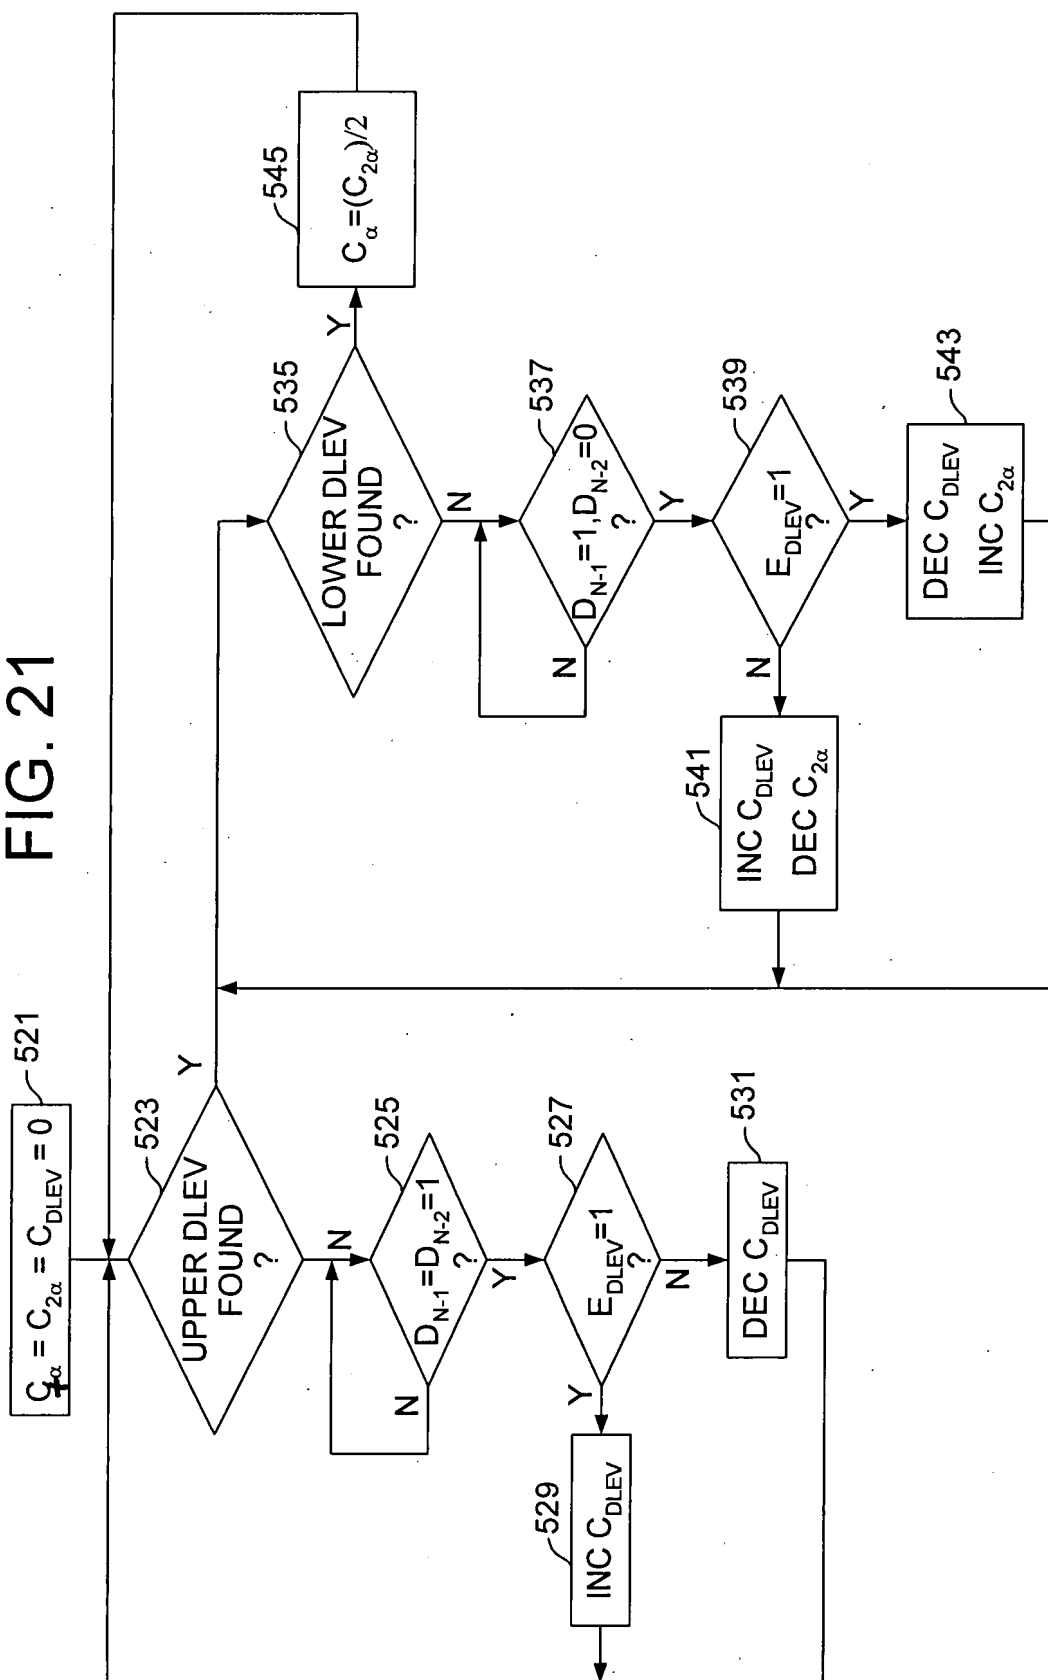 FIG. 21
C+α = C2α = CDLEV = 0
521
UPPER DLEV
FOUND
?
523
Y
N
DN-1=DN-2=1
?
525
N
Y
EDLEV=1
?
527
Y
N
INC CDLEV
529
DEC CDLEV
531
LOWER DLEV
FOUND
?
535
Y
N
Cα=(C2α)/2
545
DN-1=1,DN-2=0
?
537
N
Y
EDLEV=1
?
539
N
Y
INC CDLEV
DEC C2α
541
DEC CDLEV
INC C2α
543